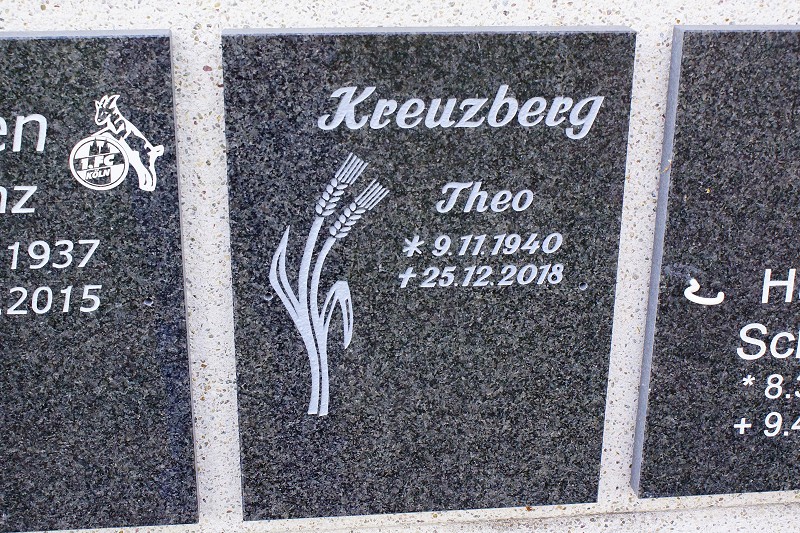 en
nz
1937
.2015
1.FC
KÖLN
Kreuzberg
Theo
* 9.11.1940
+25.12.2018
H
Sc
* 8.3
+ 9.4